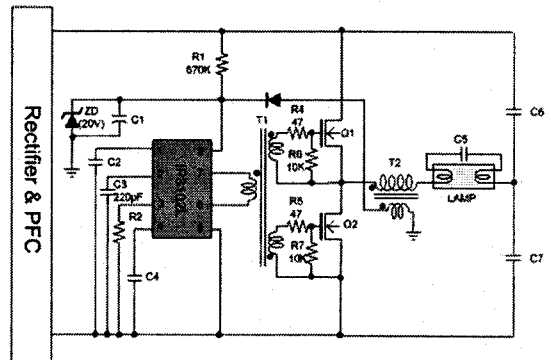 Rectifier & PFC
R1
670K
ZD
(20V)
C1
C2
C3
220pF
R2
C4
T1
R4
47
Q1
R6
10K
R5
47
Q2
R7
10K
T2
C5
LAMP
C6
C7